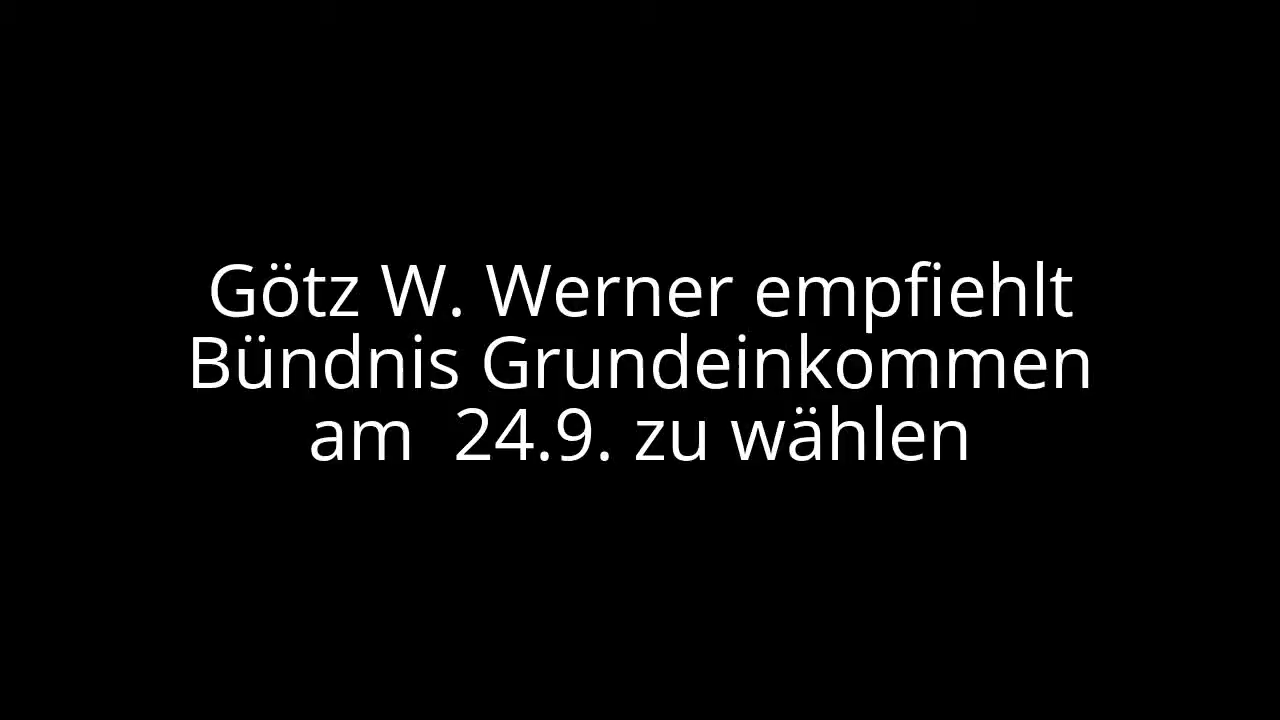 Götz W. Werner empfiehlt
Bündnis Grundeinkommen
am  24.9. zu wählen